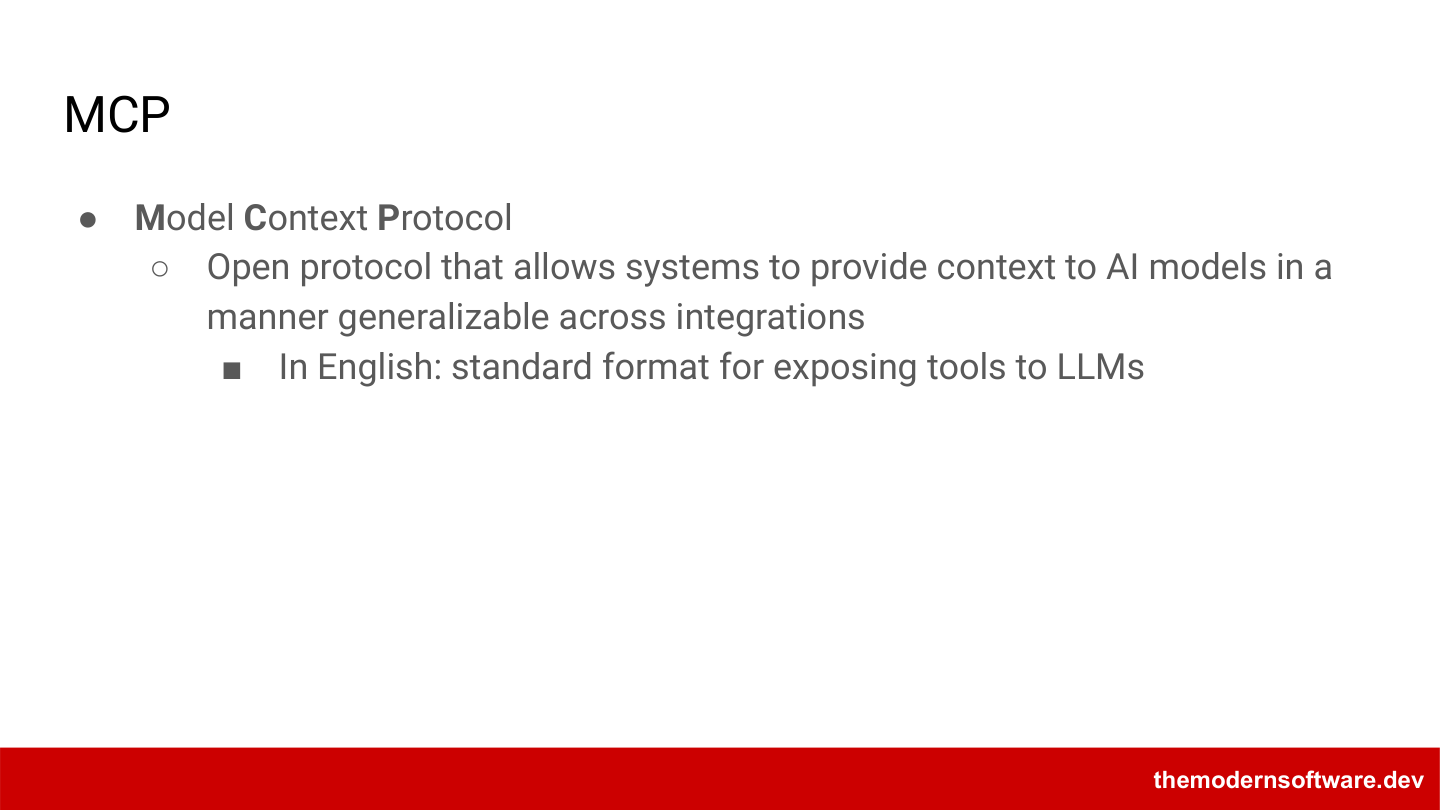 MCP
● Model Context Protocol
○ Open protocol that allows systems to provide context to AI models in a
manner generalizable across integrations
■ In English: standard format for exposing tools to LLMs
themodernsoftware.dev